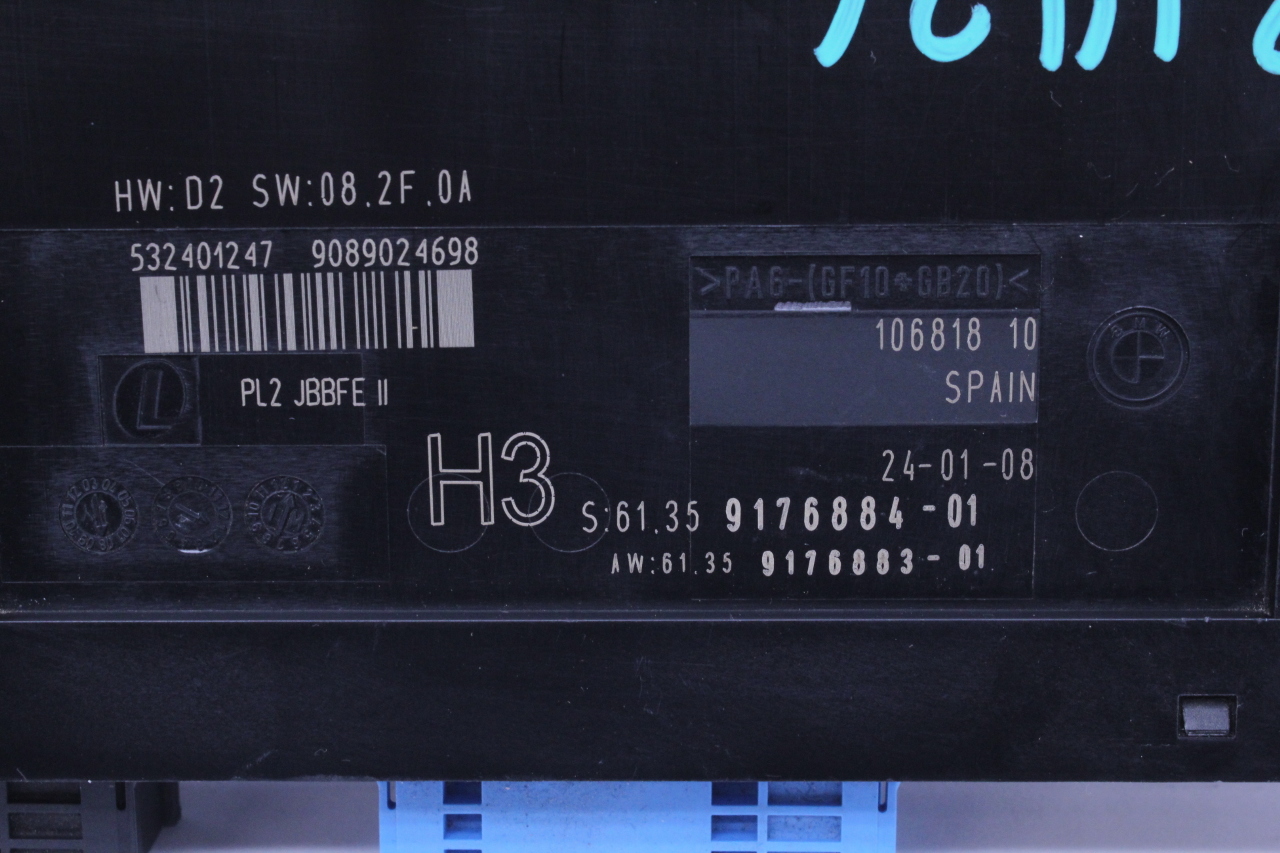 HW:D2 SW:08.2F.0A
532401247 9089024698
>PA6-(GF10+GB20)<
106818 10
BMW
SPAIN
L
PL2 JBBFE II
H3
24-01-08
S:61.35 9176884-01
AW:61.35 9176883-01